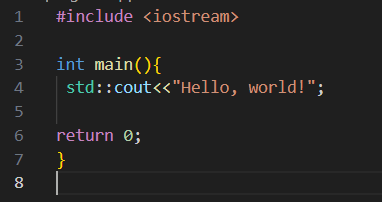 1 #include <iostream>
2
3 int main(){
4  std::cout<<"Hello, world!";
5
6 return 0;
7 }
8